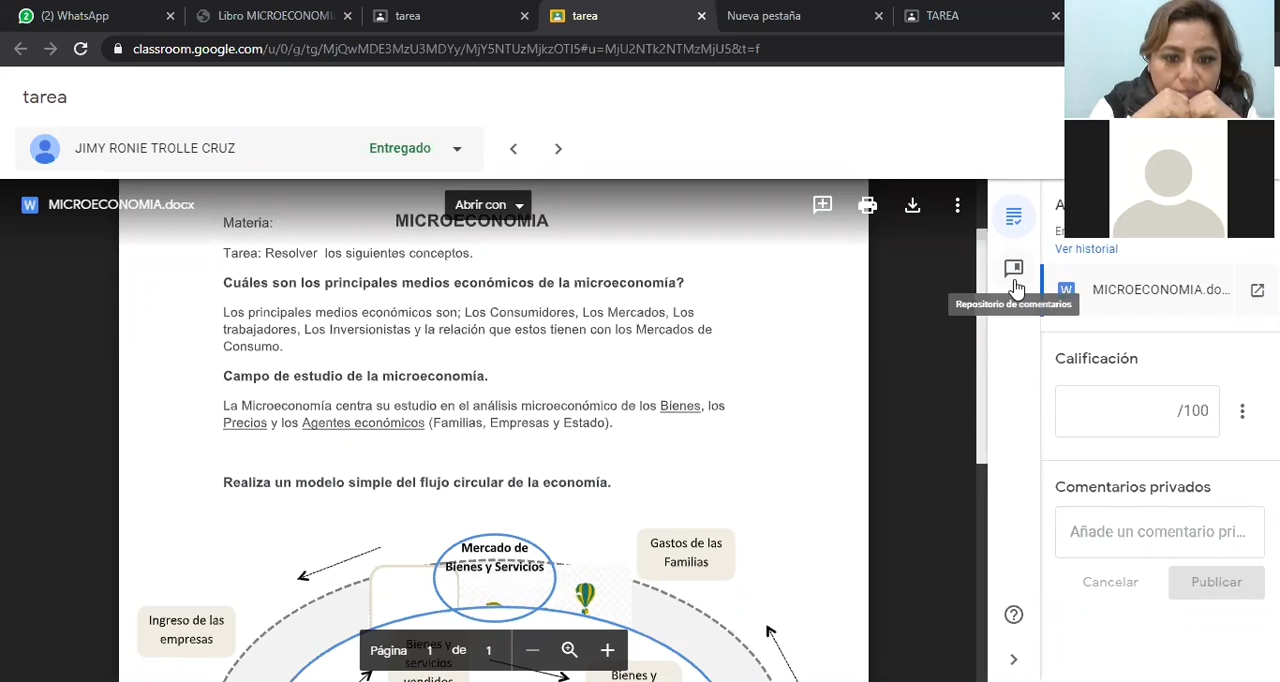 (2) WhatsApp
Libro MICROECONOMI
tarea
tarea
Nueva pestaña
TAREA
classroom.google.com/u/0/g/tg/MjQwMDE3MzU3MDYy/MjY5NTUzMjkzOTI5#u=MjU2NTk2NTMzMjU5&t=f
tarea
JIMY RONIE TROLLE CRUZ
Entregado
W MICROECONOMIA.docx
Abrir con
Materia: MICROECONOMIA
Tarea: Resolver los siguientes conceptos.
Cuáles son los principales medios económicos de la microeconomía?
Los principales medios económicos son; Los Consumidores, Los Mercados, Los
trabajadores, Los Inversionistas y la relación que estos tienen con los Mercados de
Consumo.
Campo de estudio de la microeconomía.
La Microeconomía centra su estudio en el análisis microeconómico de los Bienes, los
Precios y los Agentes económicos (Familias, Empresas y Estado).
Realiza un modelo simple del flujo circular de la economía.
Mercado de
Bienes y Servicios
Gastos de las
Familias
Ingreso de las
empresas
Bienes y
servicios
vendidos
Bienes y
Página 1 de 1
Ver historial
W MICROECONOMIA.do...
Repositorio de comentarios
Calificación
/100
Comentarios privados
Añade un comentario pri...
Cancelar
Publicar